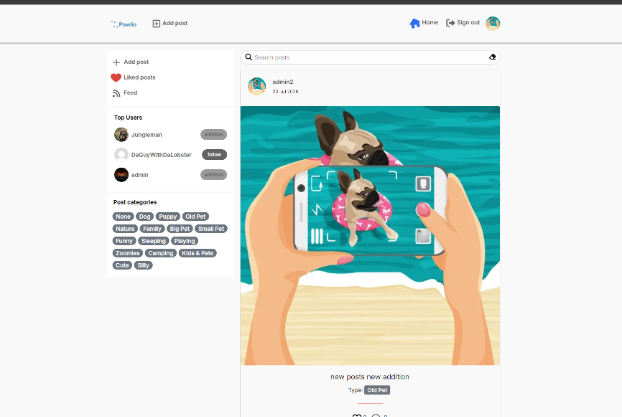 Pawfio
Add post
Home
Sign out
Add post
Liked posts
Feed
Search posts
Top Users
Jungleman
unfollow
DaGuyWithDaLobster
follow
admin
unfollow
Post categories
None Dog Puppy Old Pet
Nature Family Big Pet Small Pet
Funny Sleeping Playing
Zoomies Camping Kids & Pets
Cute Silly
admin2
new posts new addition
Type: Old Pet